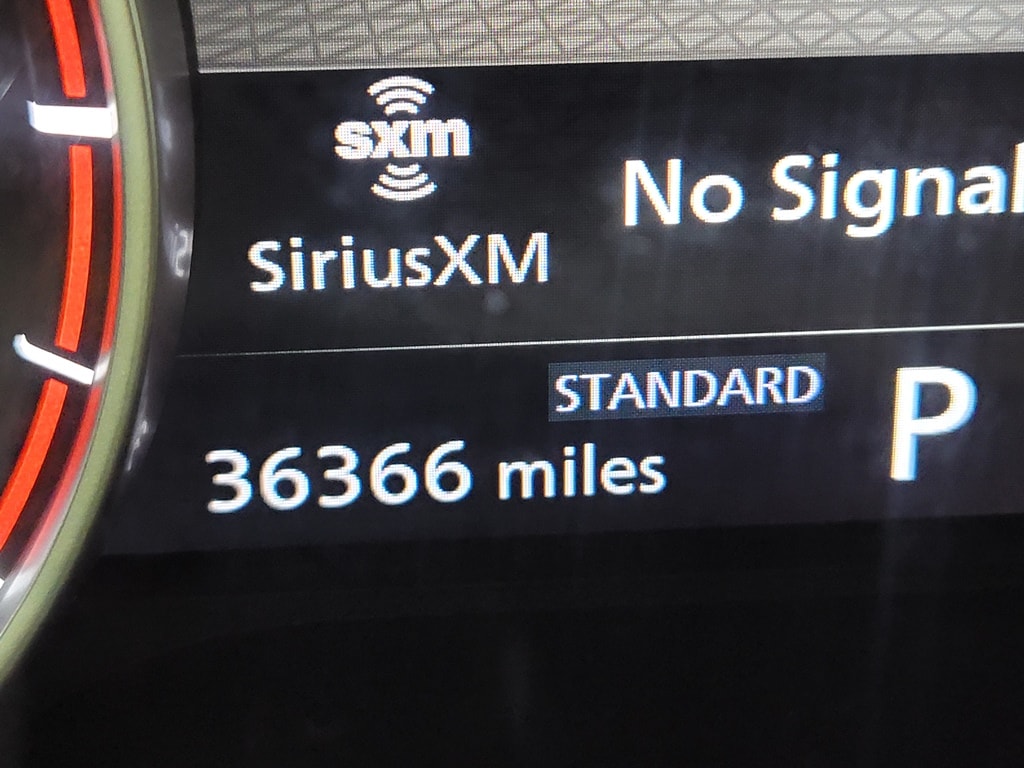 sxm
SiriusXM
No Signal
STANDARD
P
36366 miles